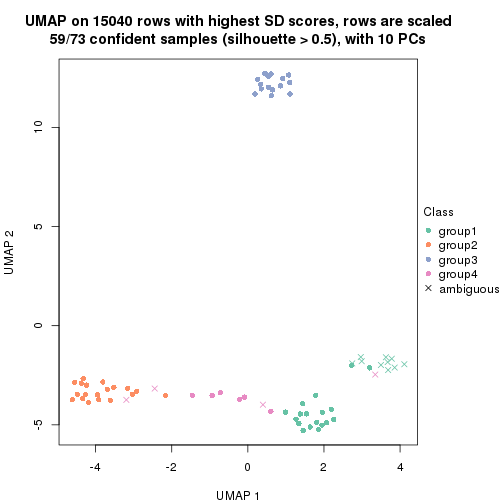 UMAP on 15040 rows with highest SD scores, rows are scaled
59/73 confident samples (silhouette > 0.5), with 10 PCs
UMAP 2
10
5
0
-5
-4
-2
0
2
4
UMAP 1
Class
group1
group2
group3
group4
ambiguous